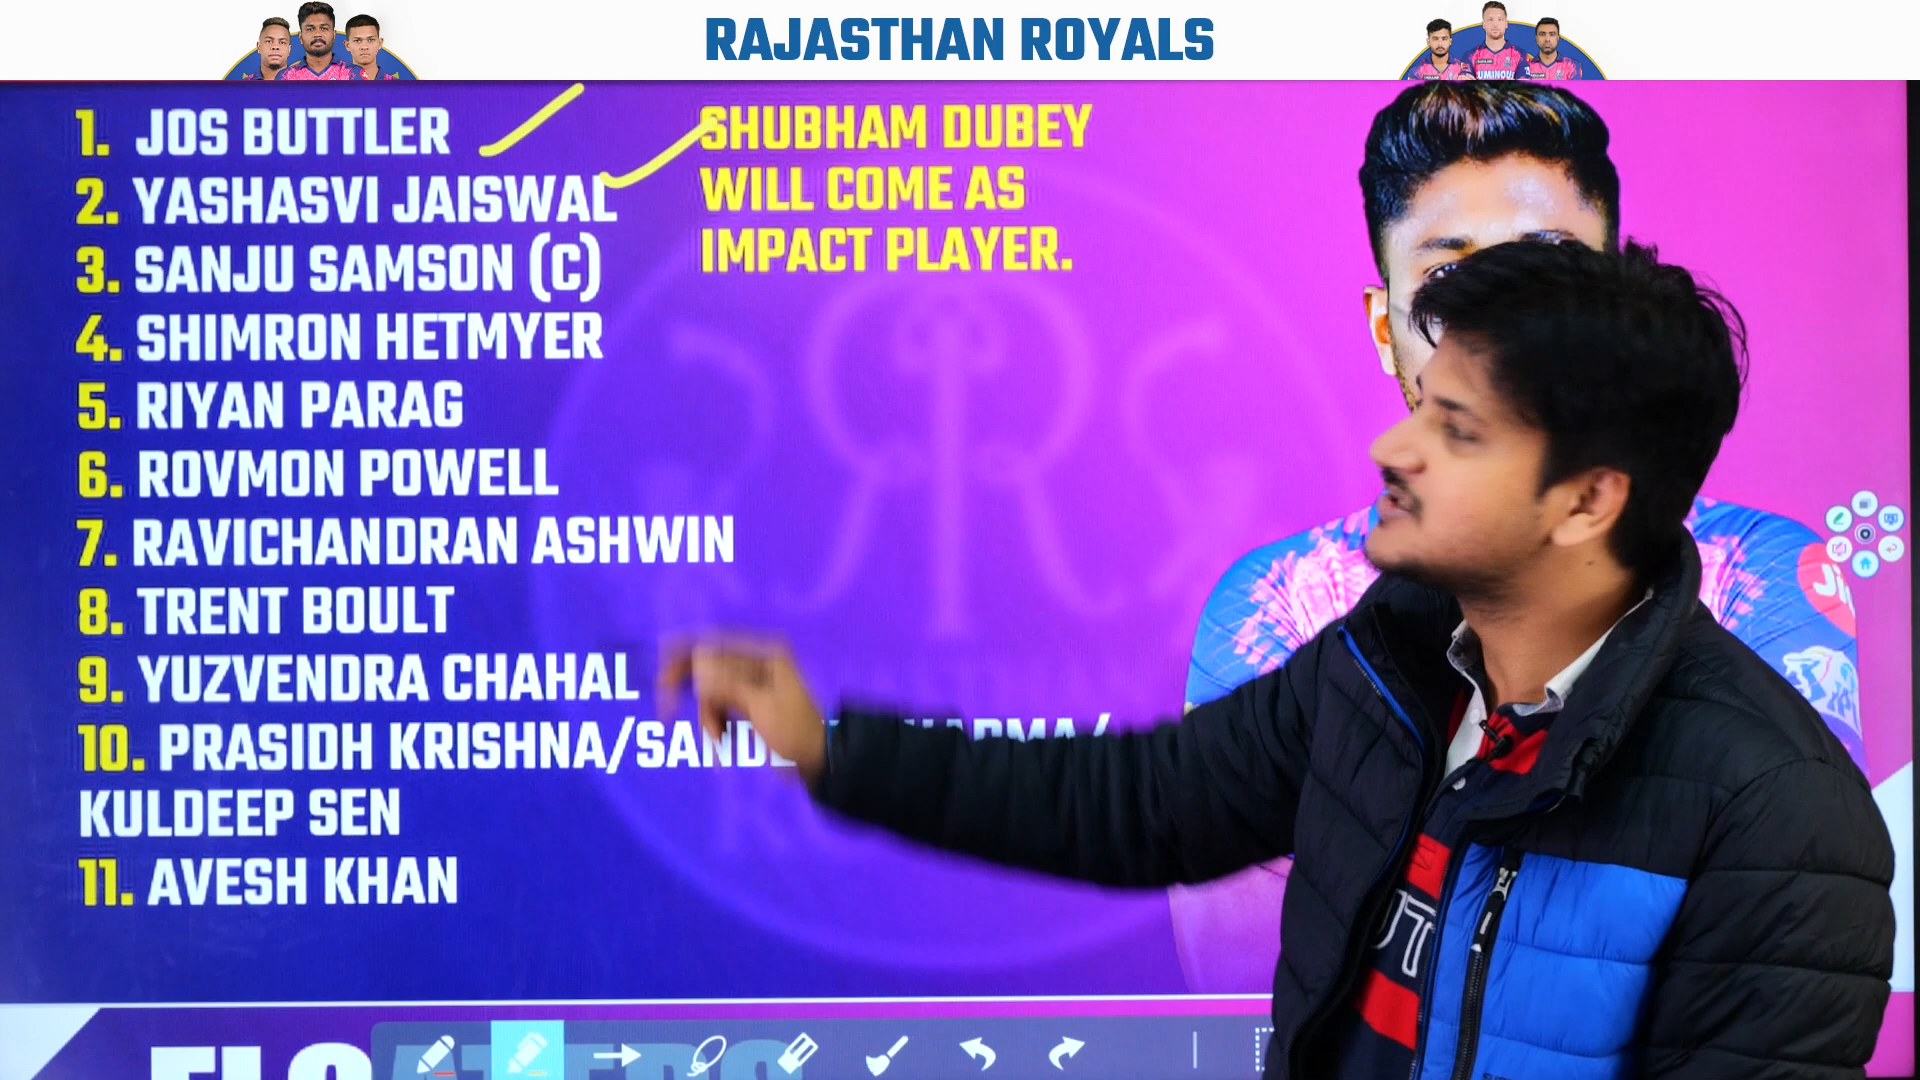 RAJASTHAN ROYALS
1. JOS BUTTLER
2. YASHASVI JAISWAL
3. SANJU SAMSON (C)
4. SHIMRON HETMYER
5. RIYAN PARAG
6. ROVMON POWELL
7. RAVICHANDRAN ASHWIN
8. TRENT BOULT
9. YUZVENDRA CHAHAL
10. PRASIDH KRISHNA/
KULDEEP SEN
11. AVESH KHAN
SHUBHAM DUBEY
WILL COME AS
IMPACT PLAYER.